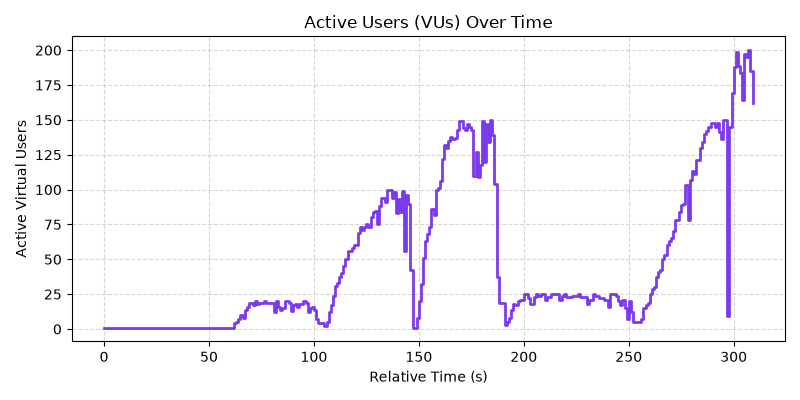 Active Users (VUs) Over Time
Active Virtual Users
200
175
150
125
100
75
50
25
0
0 50 100 150 200 250 300
Relative Time (s)